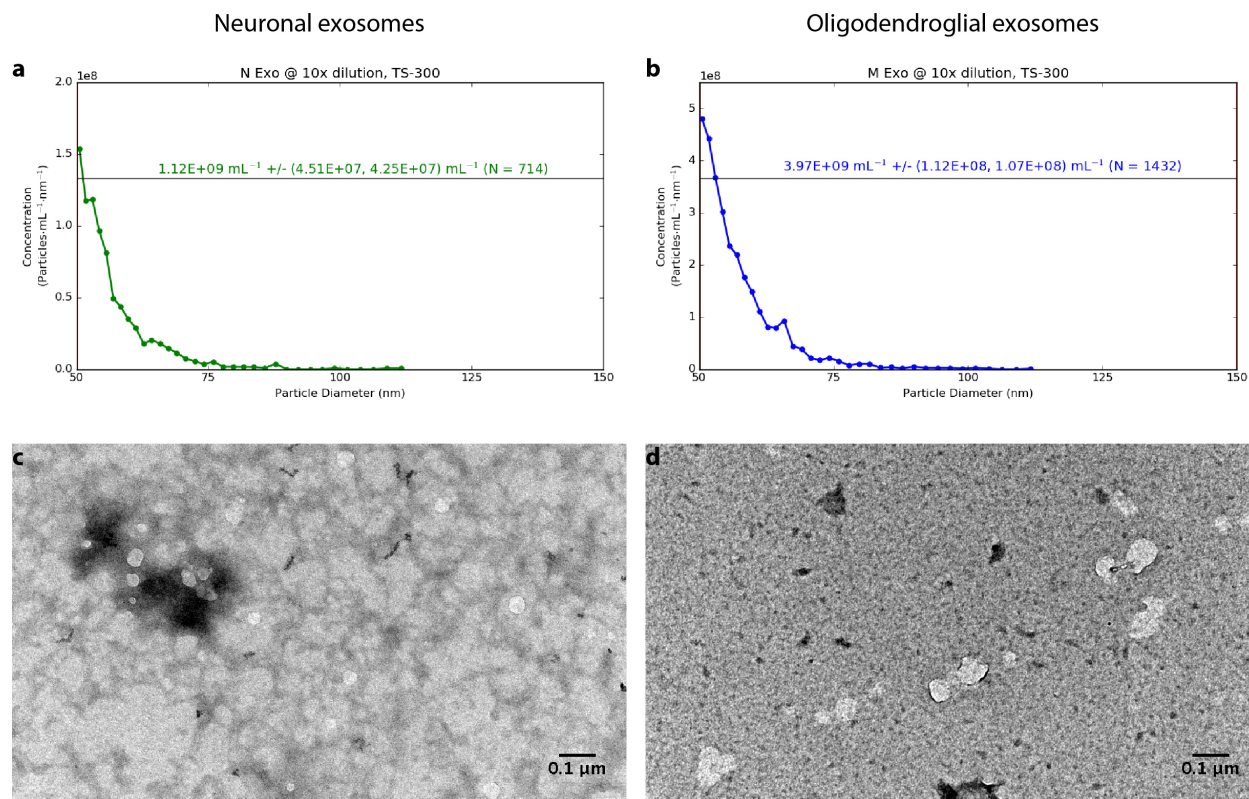 Neuronal exosomes
Oligodendroglial exosomes
a
N Exo @ 10x dilution, TS-300
1e8
2.0
1.5
1.0
0.5
0.0
Concentration
(Particles·mL⁻¹·nm⁻¹)
1.12E+09 mL⁻¹ +/- (4.51E+07, 4.25E+07) mL⁻¹ (N = 714)
50 75 100 125 150
Particle Diameter (nm)
b
M Exo @ 10x dilution, TS-300
1e8
5
4
3
2
1
0
Concentration
(Particles·mL⁻¹·nm⁻¹)
3.97E+09 mL⁻¹ +/- (1.12E+08, 1.07E+08) mL⁻¹ (N = 1432)
50 75 100 125 150
Particle Diameter (nm)
c
0.1 µm
d
0.1 µm